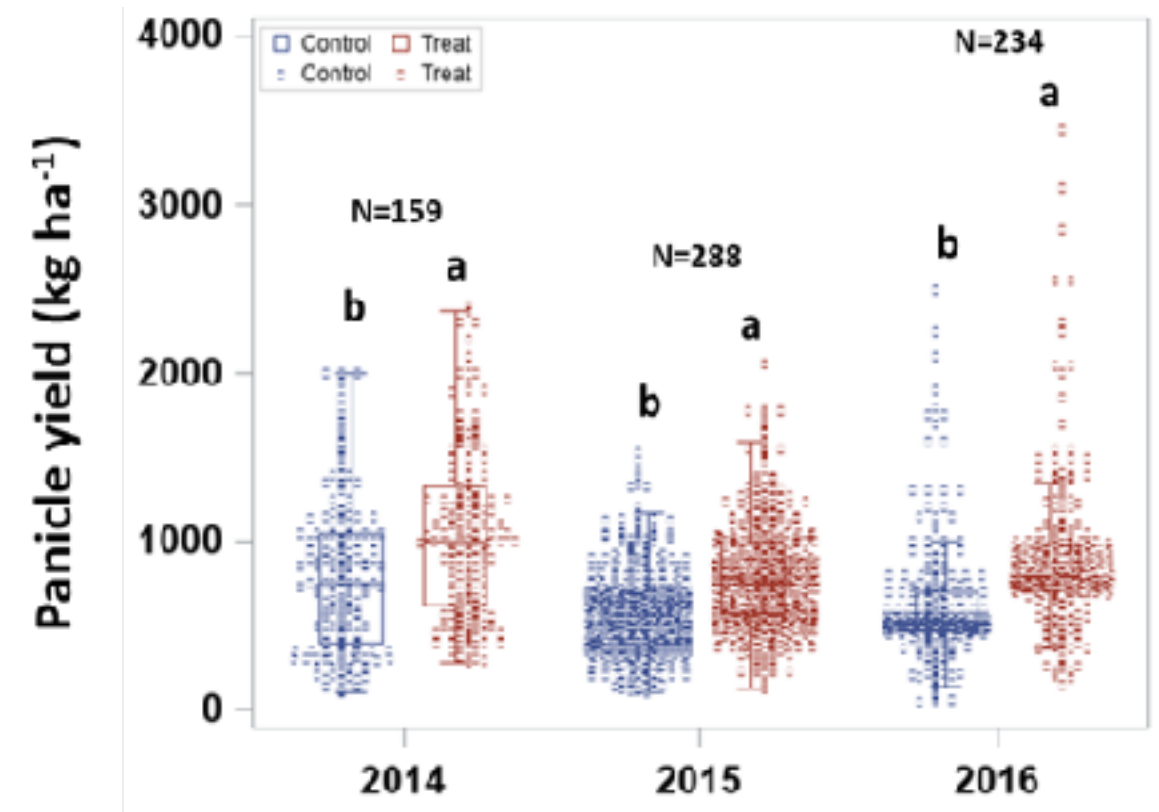 Panicle yield (kg ha-1)
4000
3000
2000
1000
0
Control Treat
Control Treat
N=159
b
a
N=288
b
a
N=234
b
a
2014 2015 2016